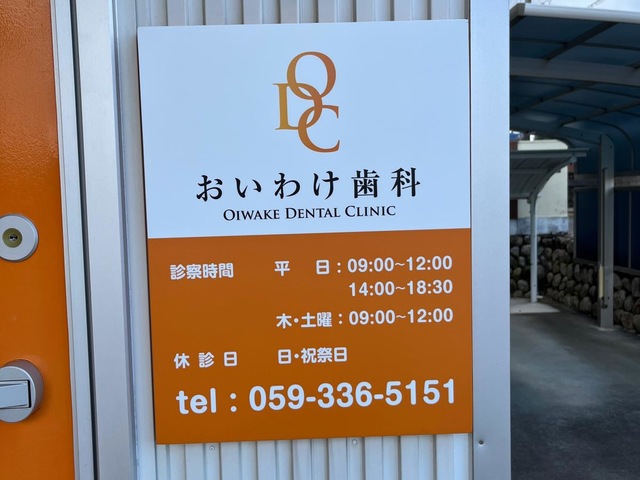 ODC
おいわけ歯科
OIWAKE DENTAL CLINIC
診察時間 平 日:09:00~12:00
14:00~18:30
木・土曜:09:00~12:00
休 診 日 日・祝祭日
tel : 059-336-5151